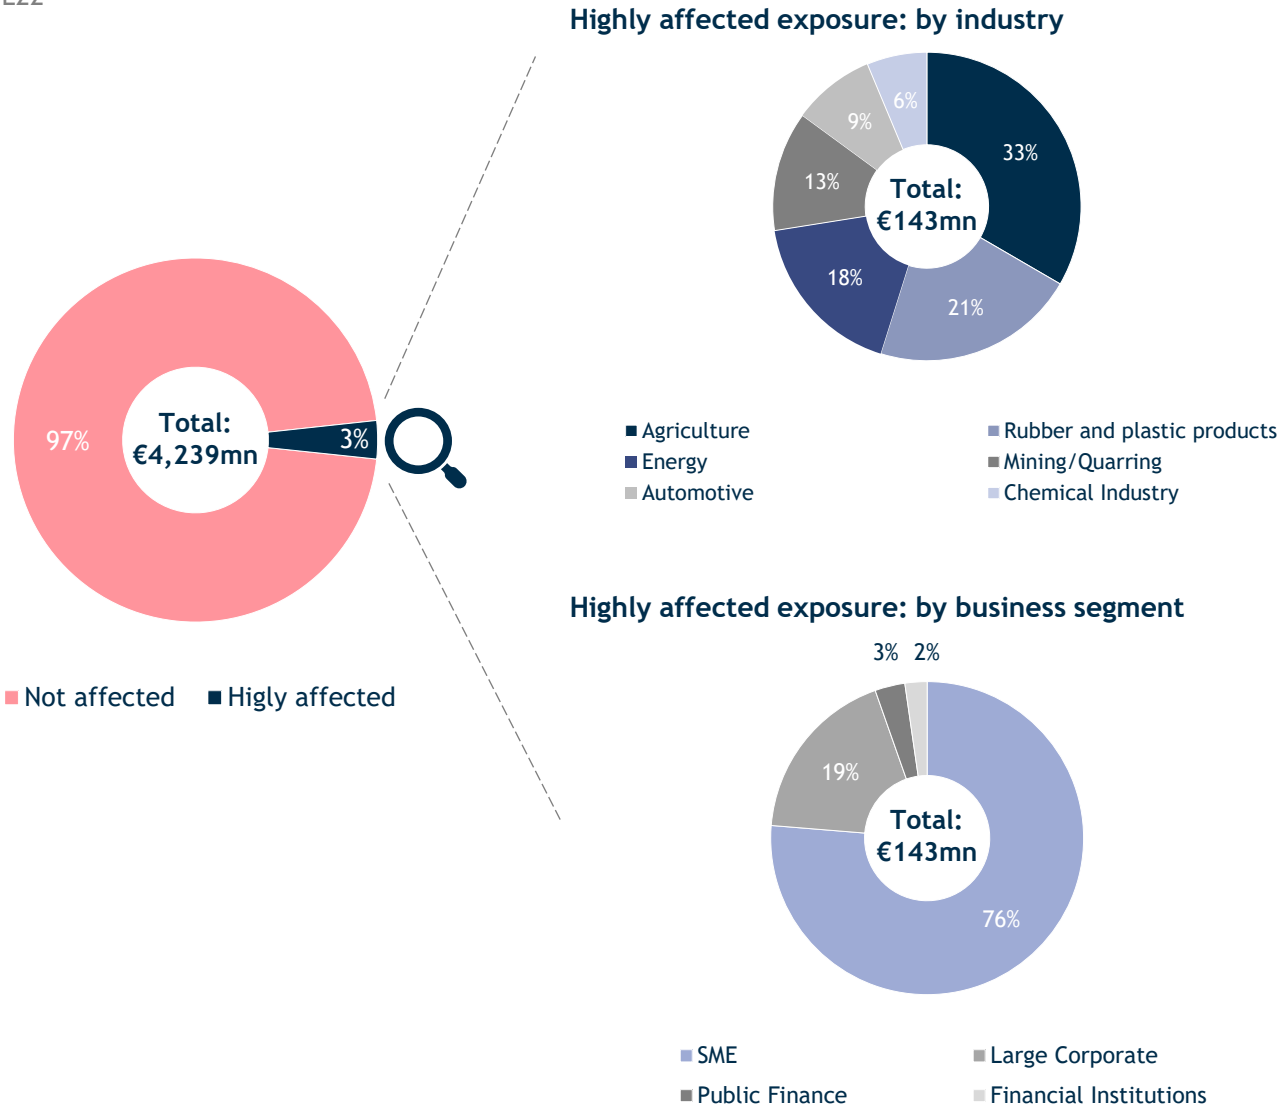 Highly affected exposure: by industry
6%
33%
9%
13%
Total:
€143mn
18%
21%
Agriculture
Rubber and plastic products
Energy
Mining/Quarring
Automotive
Chemical Industry
97%
Total:
€4,239mn
3%
Not affected
Higly affected
Highly affected exposure: by business segment
3%
2%
19%
Total:
€143mn
76%
SME
Large Corporate
Public Finance
Financial Institutions